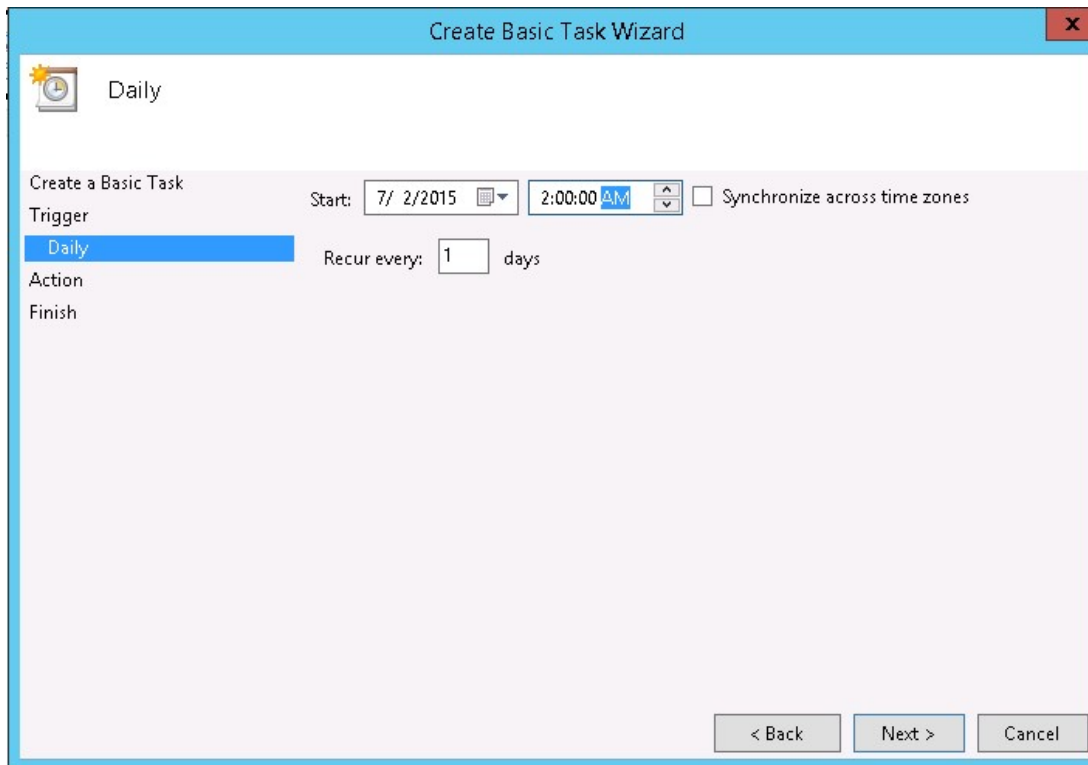 Create Basic Task Wizard
x
Daily
Create a Basic Task
Trigger
Daily
Action
Finish
Start: 7/ 2/2015 2:00:00 AM Synchronize across time zones
Recur every: 1 days
< Back Next > Cancel